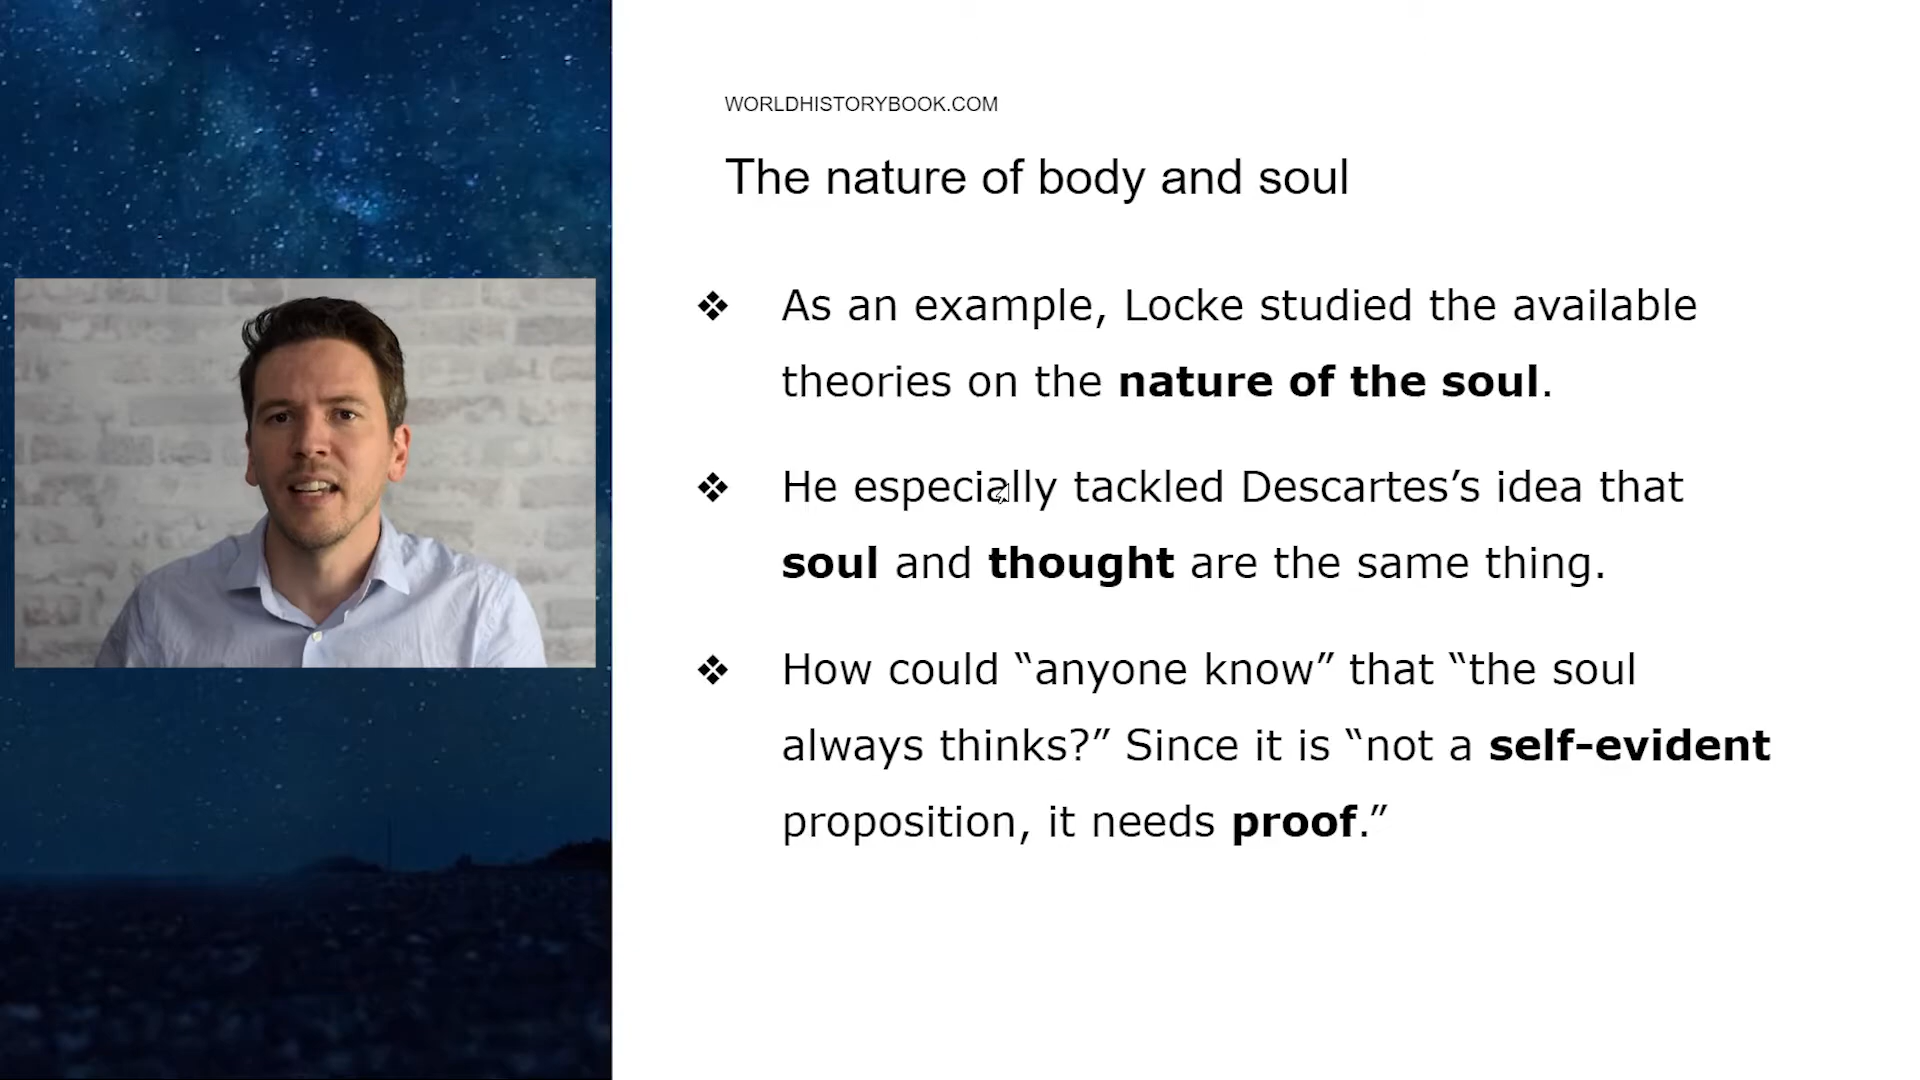 WORLDHISTORYBOOK.COM
The nature of body and soul
❖ As an example, Locke studied the available
theories on the nature of the soul.
❖ He especially tackled Descartes’s idea that
soul and thought are the same thing.
❖ How could “anyone know” that “the soul
always thinks?” Since it is “not a self-evident
proposition, it needs proof.”